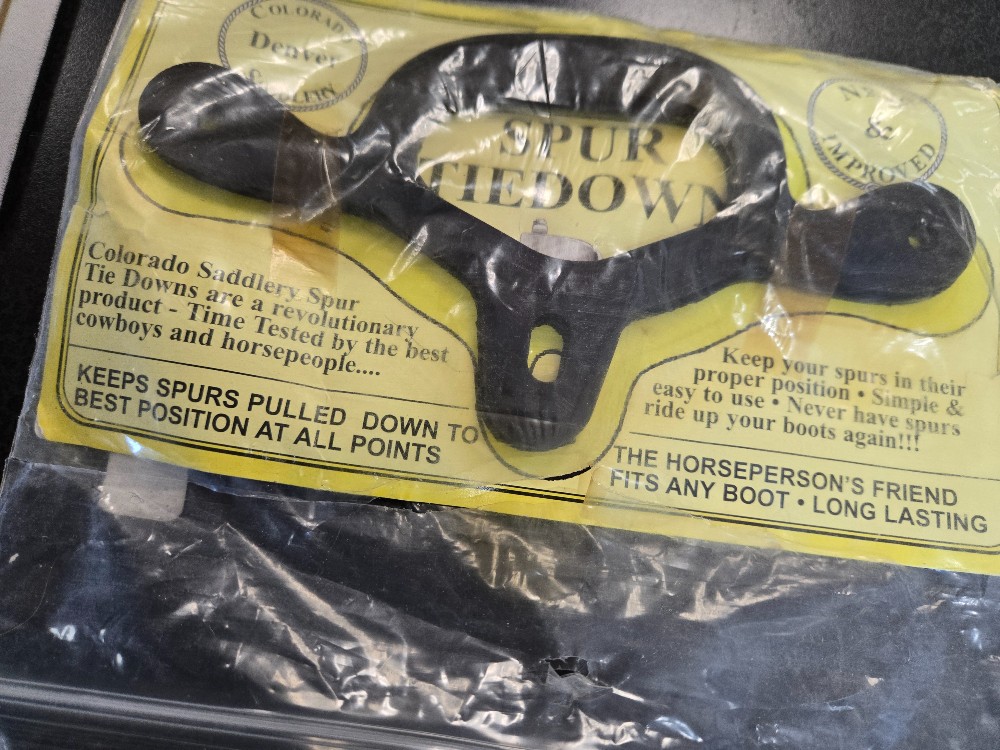 COLORADO
Denver
SPUR
TIEDOWN
&
IMPROVED
Colorado Saddlery Spur
Tie Downs are a revolutionary
product - Time Tested by the best
cowboys and horsepeople....
KEEPS SPURS PULLED DOWN TO
BEST POSITION AT ALL POINTS
Keep your spurs in their
proper position • Simple &
easy to use • Never have spurs
ride up your boots again!!!
THE HORSEPERSON'S FRIEND
FITS ANY BOOT • LONG LASTING